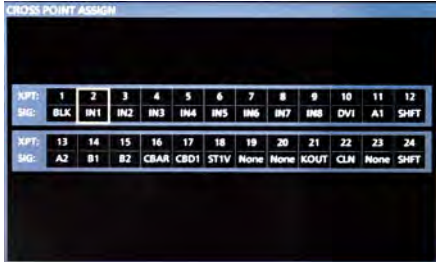 CROSS POINT ASSIGN
XPT: 1 2 3 4 5 6 7 8 9 10 11 12
SIG: BLK IN1 IN2 IN3 IN4 IN5 IN6 IN7 IN8 DVI A1 SHFT
XPT: 13 14 15 16 17 18 19 20 21 22 23 24
SIG: A2 B1 B2 CBAR CBD1 ST1V None None KOUT CLN None SHFT